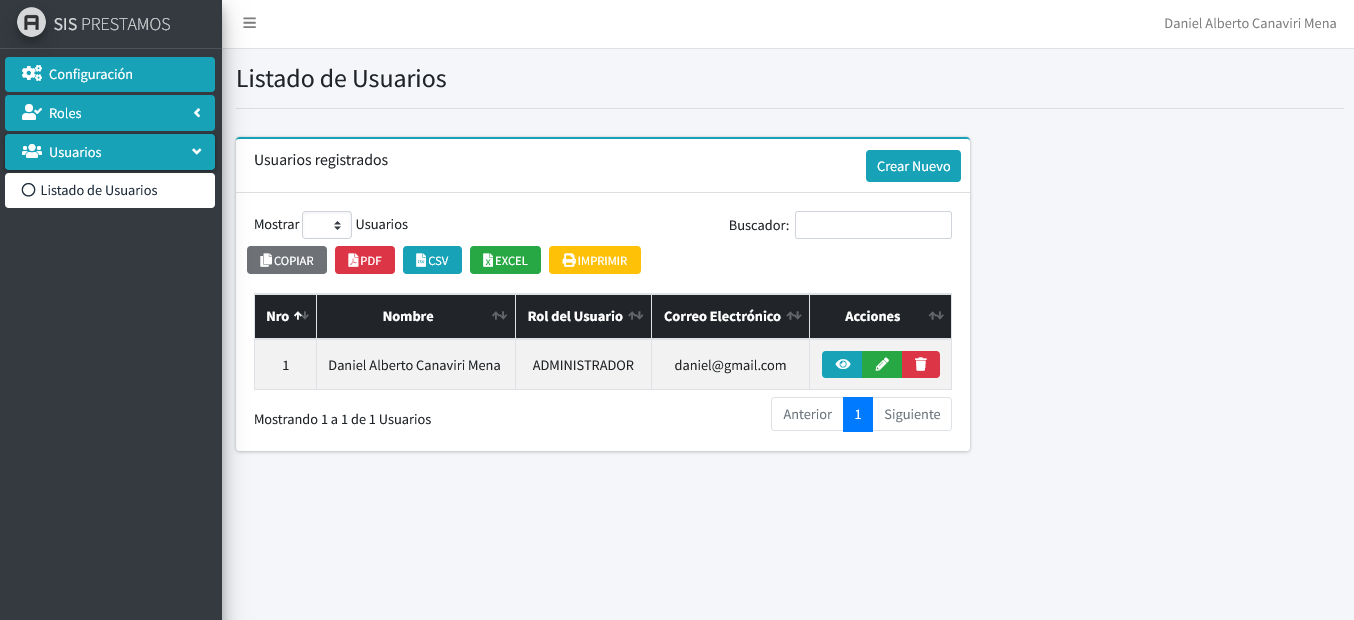 SIS PRESTAMOS
Daniel Alberto Canaviri Mena
Configuración
Roles
Usuarios
Listado de Usuarios
Listado de Usuarios
Usuarios registrados
Crear Nuevo
Mostrar Usuarios
Buscador:
COPIAR PDF CSV EXCEL IMPRIMIR
Nro Nombre Rol del Usuario Correo Electrónico Acciones
1 Daniel Alberto Canaviri Mena ADMINISTRADOR daniel@gmail.com
Mostrando 1 a 1 de 1 Usuarios
Anterior 1 Siguiente